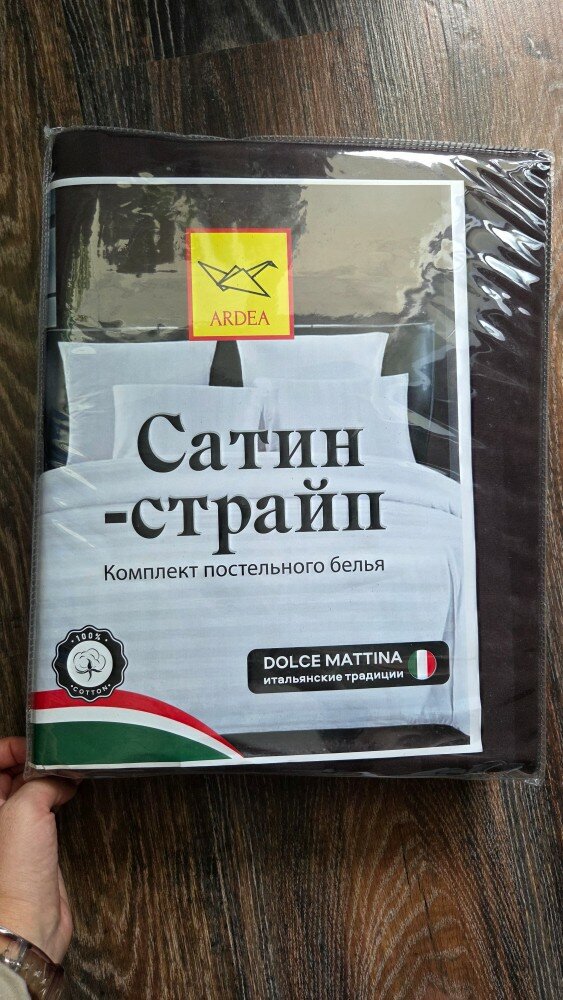 ARDEA
Сатин
-страйп
Комплект постельного белья
100%
COTTON
DOLCE MATTINA
итальянские традиции